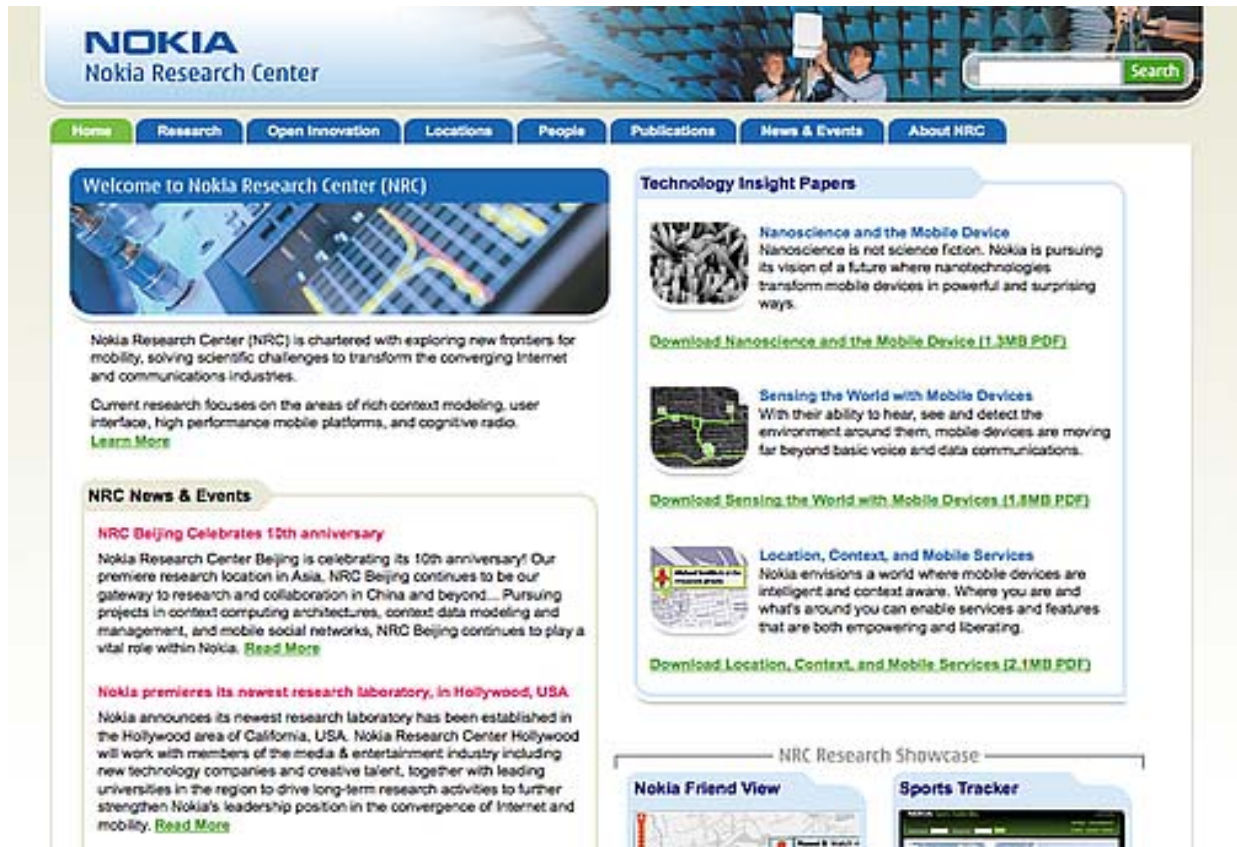 NOKIA
Nokia Research Center
Search
Home
Research
Open Innovation
Locations
People
Publications
News & Events
About NRC
Welcome to Nokia Research Center (NRC)
Nokia Research Center (NRC) is chartered with exploring new frontiers for
mobility, solving scientific challenges to transform the converging Internet
and communications industries.
Current research focuses on the areas of rich context modeling, user
interface, high performance mobile platforms, and cognitive radio.
Learn More
NRC News & Events
NRC Beijing Celebrates 10th anniversary
Nokia Research Center Beijing is celebrating its 10th anniversary! Our
premiere research location in Asia, NRC Beijing continues to be our
gateway to research and collaboration in China and beyond... Pursuing
projects in context computing architectures, context data modeling and
management, and mobile social networks, NRC Beijing continues to play a
vital role within Nokia. Read More
Nokia premieres its newest research laboratory, in Hollywood, USA
Nokia announces its newest research laboratory has been established in
the Hollywood area of California, USA. Nokia Research Center Hollywood
will work with members of the media & entertainment industry including
new technology companies and creative talent, together with leading
universities in the region to drive long-term research activities to further
strengthen Nokia's leadership position in the convergence of Internet and
mobility. Read More
Technology Insight Papers
Nanoscience and the Mobile Device
Nanoscience is not science fiction. Nokia is pursuing
its vision of a future where nanotechnologies
transform mobile devices in powerful and surprising
ways.
Download Nanoscience and the Mobile Device (1.3MB PDF)
Sensing the World with Mobile Devices
With their ability to hear, see and detect the
environment around them, mobile devices are moving
far beyond basic voice and data communications.
Download Sensing the World with Mobile Devices (1.8MB PDF)
Location, Context, and Mobile Services
Nokia envisions a world where mobile devices are
intelligent and context aware. Where you are and
what's around you can enable services and features
that are both empowering and liberating.
Download Location, Context, and Mobile Services (2.1MB PDF)
NRC Research Showcase
Nokia Friend View
Sports Tracker
NOKIA